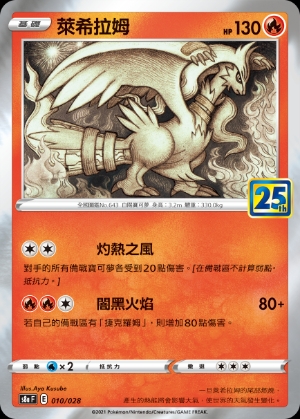 基礎 萊希拉姆 HP 130
全國圖鑑No.643 白陽寶可夢 身高:3.2m 體重:330.0kg
25th
灼熱之風
對手的所有備戰寶可夢各受到20點傷害。[在備戰區不計算弱點、
抵抗力。]
闇黑火焰 80+
若自己的備戰區有「捷克羅姆」,則增加80點傷害。
弱點 ×2 抵抗力 撤退
Illus. Ayo Kusube
s8a F E 010/028
©2021 Pokémon/Nintendo/Creatures/GAME FREAK.